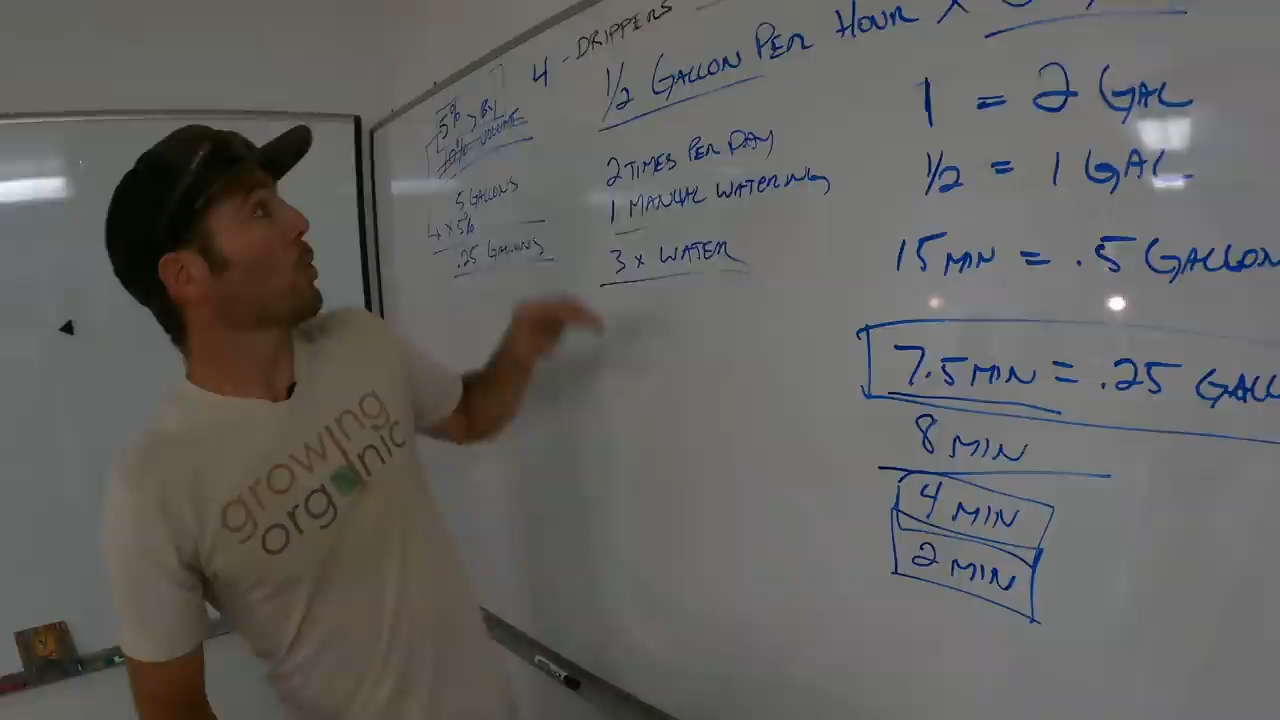 4 - DRIPPERS
1/2 GALLON PER HOUR X
5% > BY
10% VOLUME
5 GALLONS
4 x 5%
.25 GALLONS
2 TIMES PER DAY
1 MANUAL WATERING
3 x WATER
1 = 2 GAL
1/2 = 1 GAL
15 MIN = .5 GALLON
7.5 MIN = .25 GALL
8 MIN
4 MIN
2 MIN
growing
organic